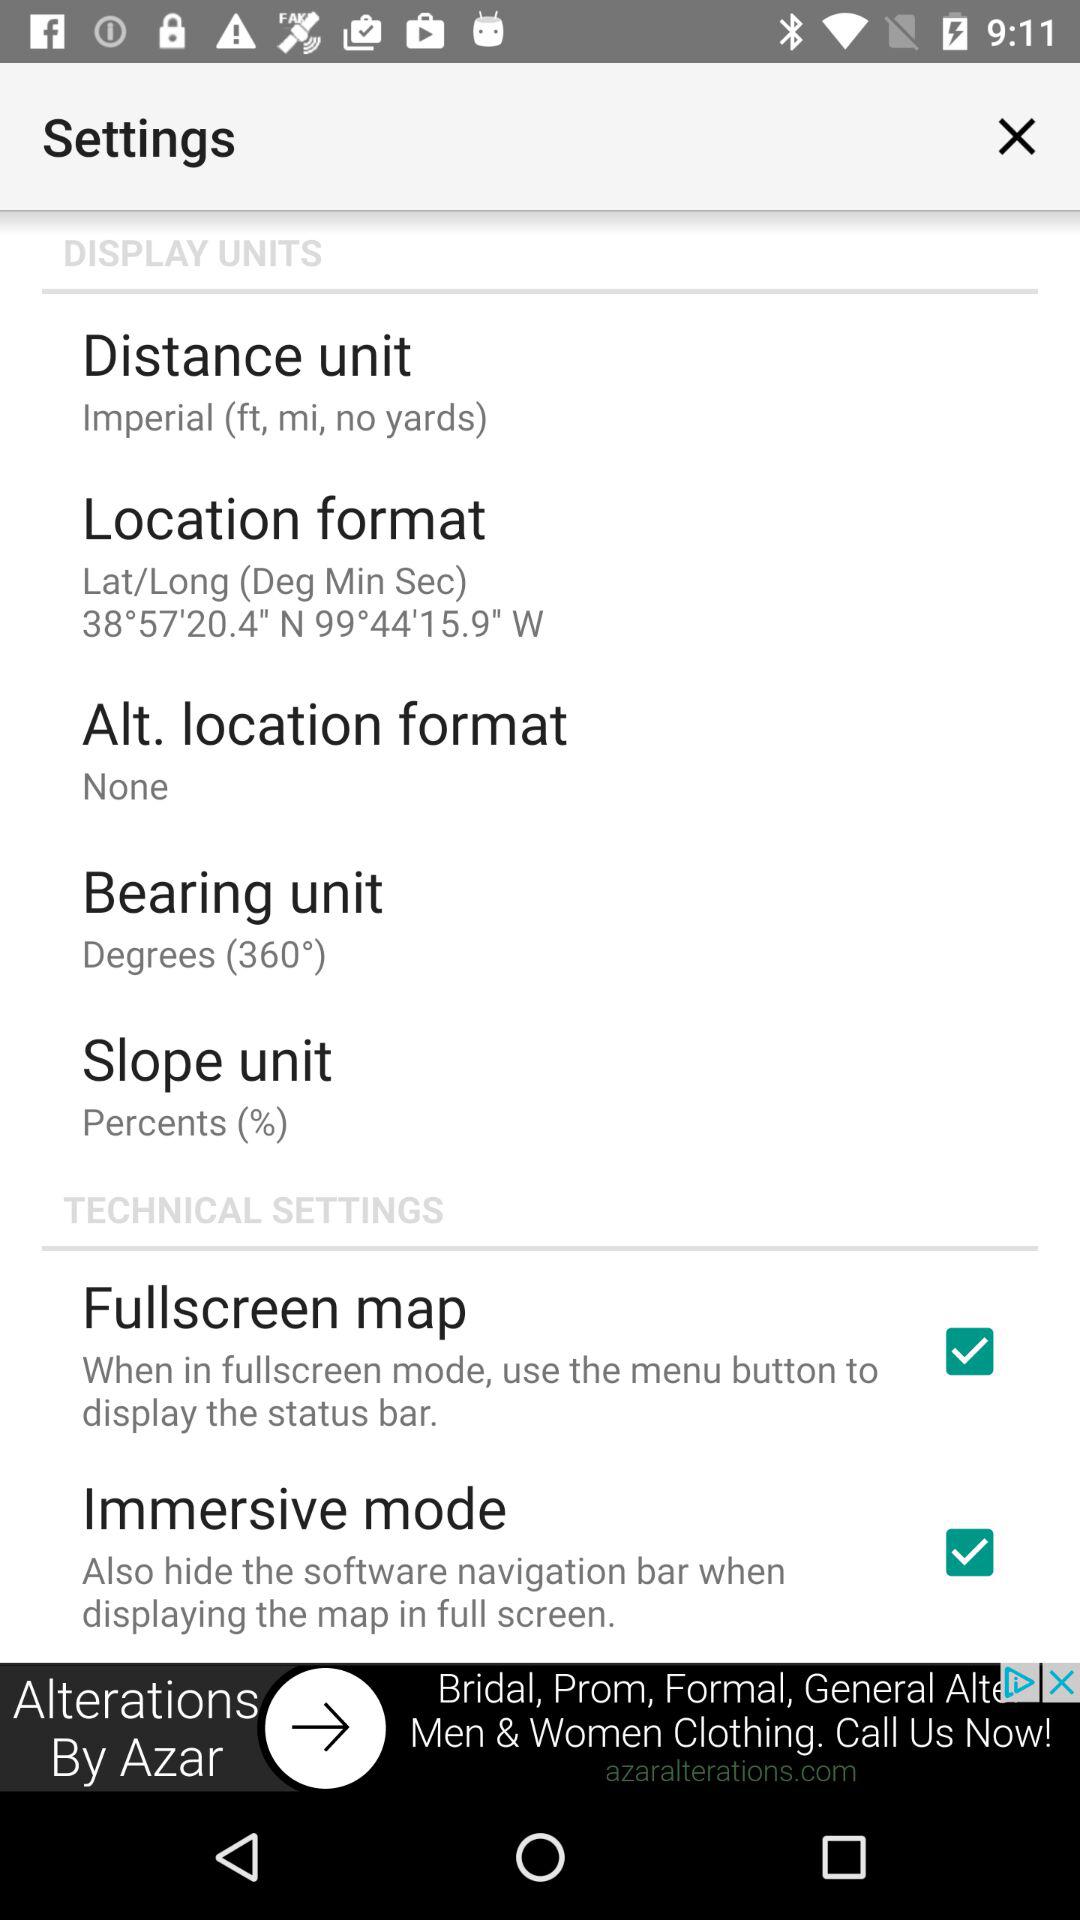 FAKE
9:11
Settings
DISPLAY UNITS
Distance unit
Imperial (ft, mi, no yards)
Location format
Lat/Long (Deg Min Sec)
38°57'20.4" N 99°44'15.9" W
Alt. location format
None
Bearing unit
Degrees (360°)
Slope unit
Percents (%)
TECHNICAL SETTINGS
Fullscreen map
When in fullscreen mode, use the menu button to
display the status bar.
Immersive mode
Also hide the software navigation bar when
displaying the map in full screen.
Alterations
By Azar
Bridal, Prom, Formal, General
Men & Women Clothing. Call Us Now!
azaralterations.com